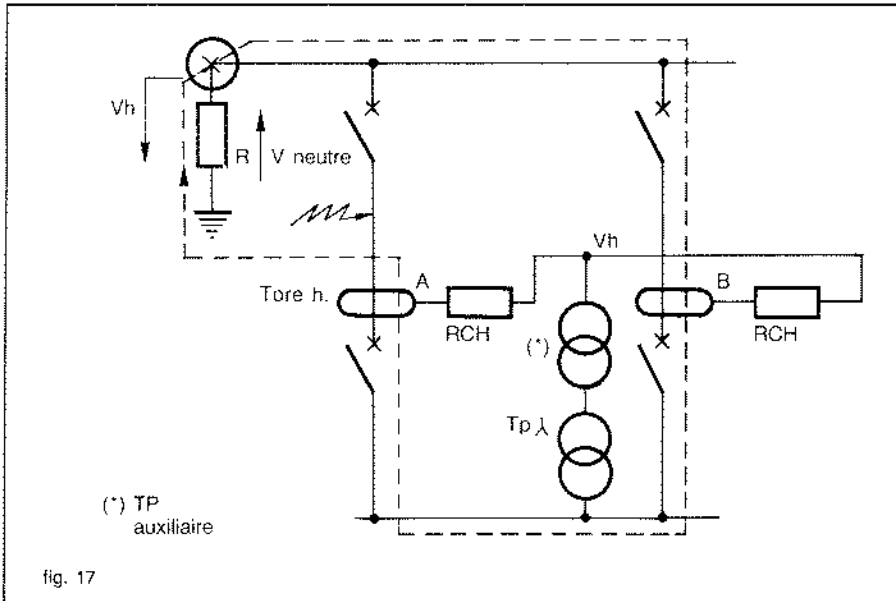 Vh
R
V neutre
Vh
Tore h.
A
B
RCH
(*)
RCH
Tp ⅄
(*) TP
auxiliaire
fig. 17